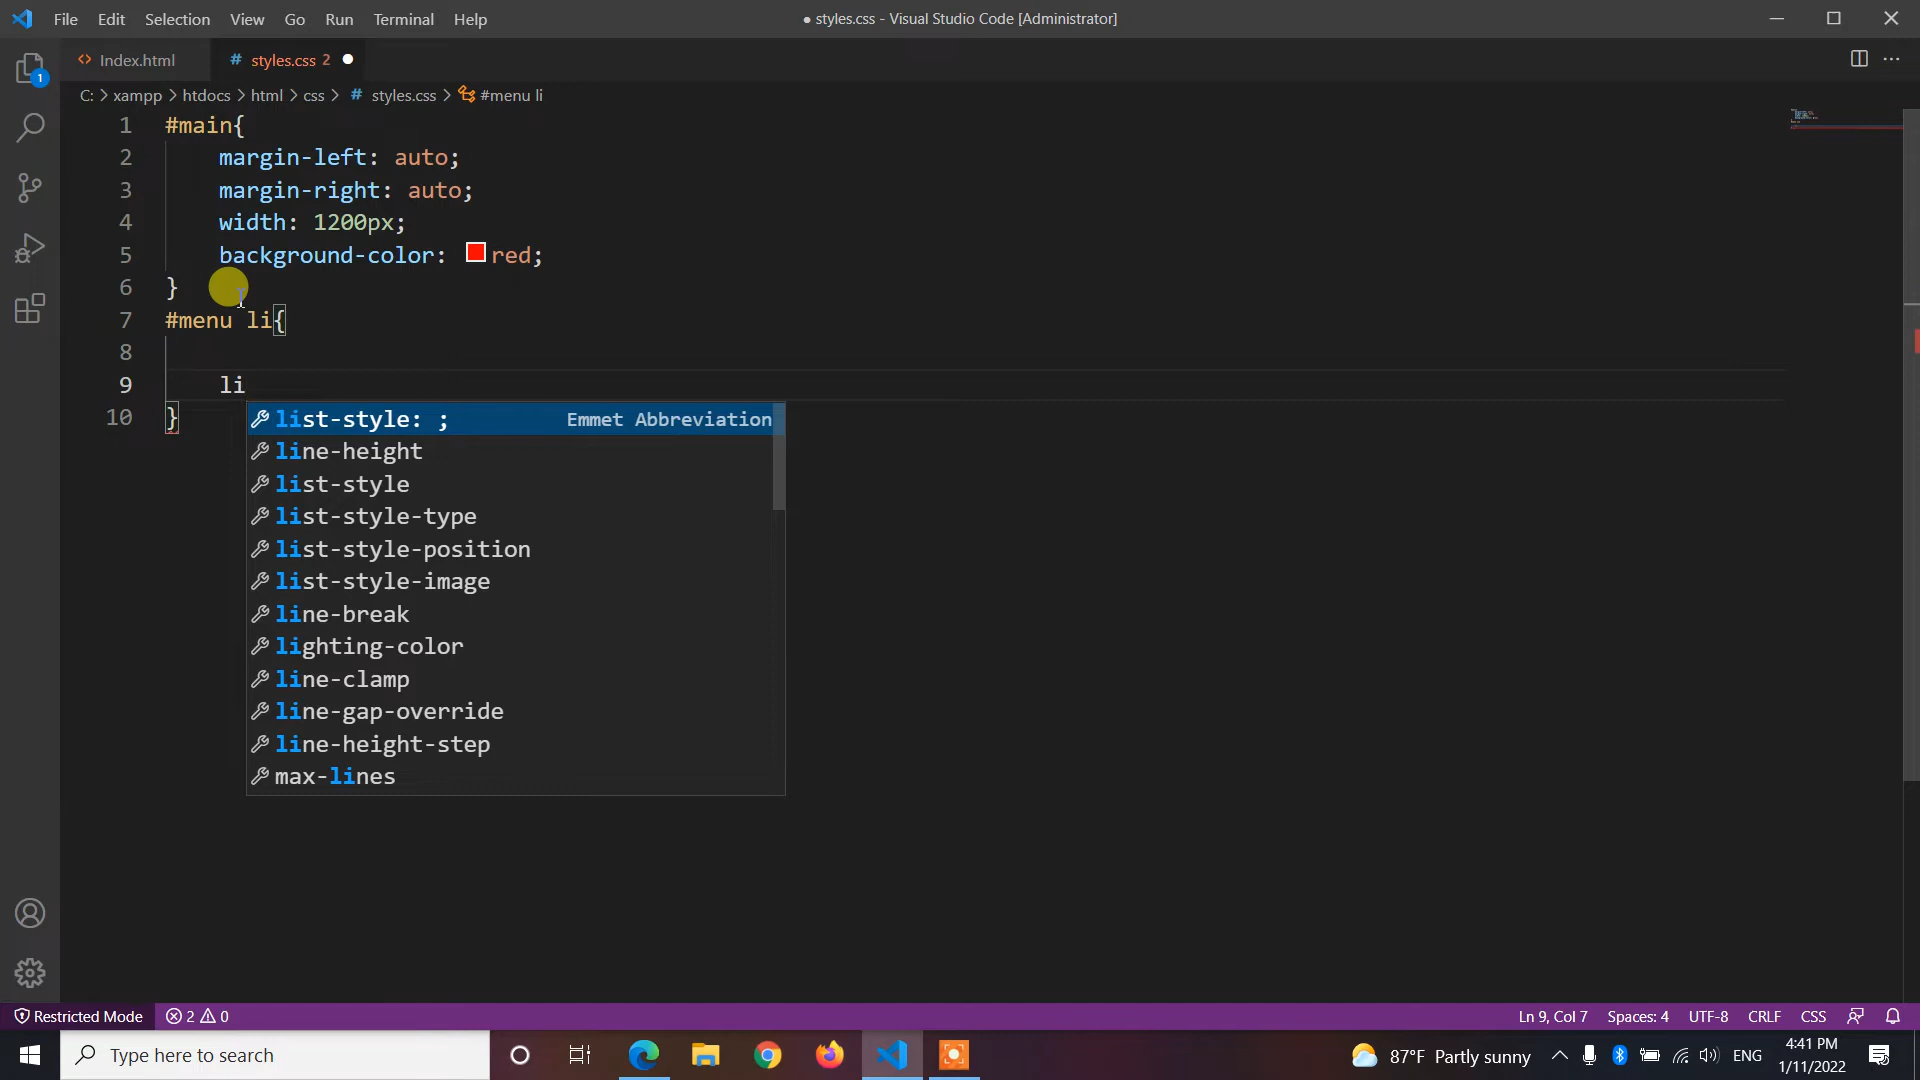 File Edit Selection View Go Run Terminal Help
● styles.css - Visual Studio Code [Administrator]
Index.html
# styles.css 2 ●
C: > xampp > htdocs > html > css > # styles.css > #menu li
1 #main{
2 margin-left: auto;
3 margin-right: auto;
4 width: 1200px;
5 background-color: red;
6 }
7 #menu li{
8
9 li
10 }
list-style: ; Emmet Abbreviation
line-height
list-style
list-style-type
list-style-position
list-style-image
line-break
lighting-color
line-clamp
line-gap-override
line-height-step
max-lines
1
Restricted Mode 2 0
Ln 9, Col 7 Spaces: 4 UTF-8 CRLF CSS
Type here to search
87°F Partly sunny
ENG
4:41 PM
1/11/2022